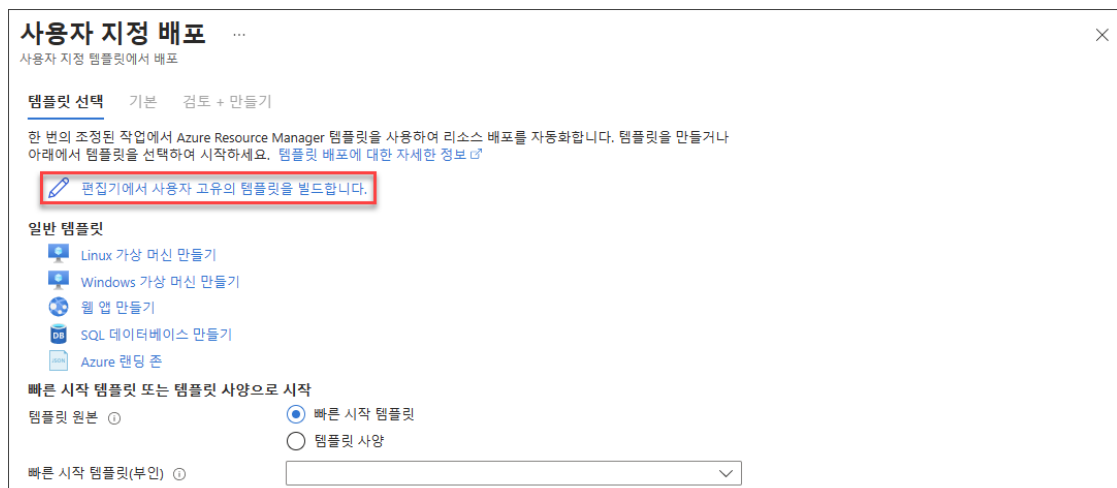 사용자 지정 배포 ...
사용자 지정 템플릿에서 배포
템플릿 선택 기본 검토 + 만들기
한 번의 조정된 작업에서 Azure Resource Manager 템플릿을 사용하여 리소스 배포를 자동화합니다. 템플릿을 만들거나
아래에서 템플릿을 선택하여 시작하세요. 템플릿 배포에 대한 자세한 정보
편집기에서 사용자 고유의 템플릿을 빌드합니다.
일반 템플릿
Linux 가상 머신 만들기
Windows 가상 머신 만들기
웹 앱 만들기
DB SQL 데이터베이스 만들기
JSON Azure 랜딩 존
빠른 시작 템플릿 또는 템플릿 사양으로 시작
템플릿 원본 빠른 시작 템플릿
템플릿 사양
빠른 시작 템플릿(부인)